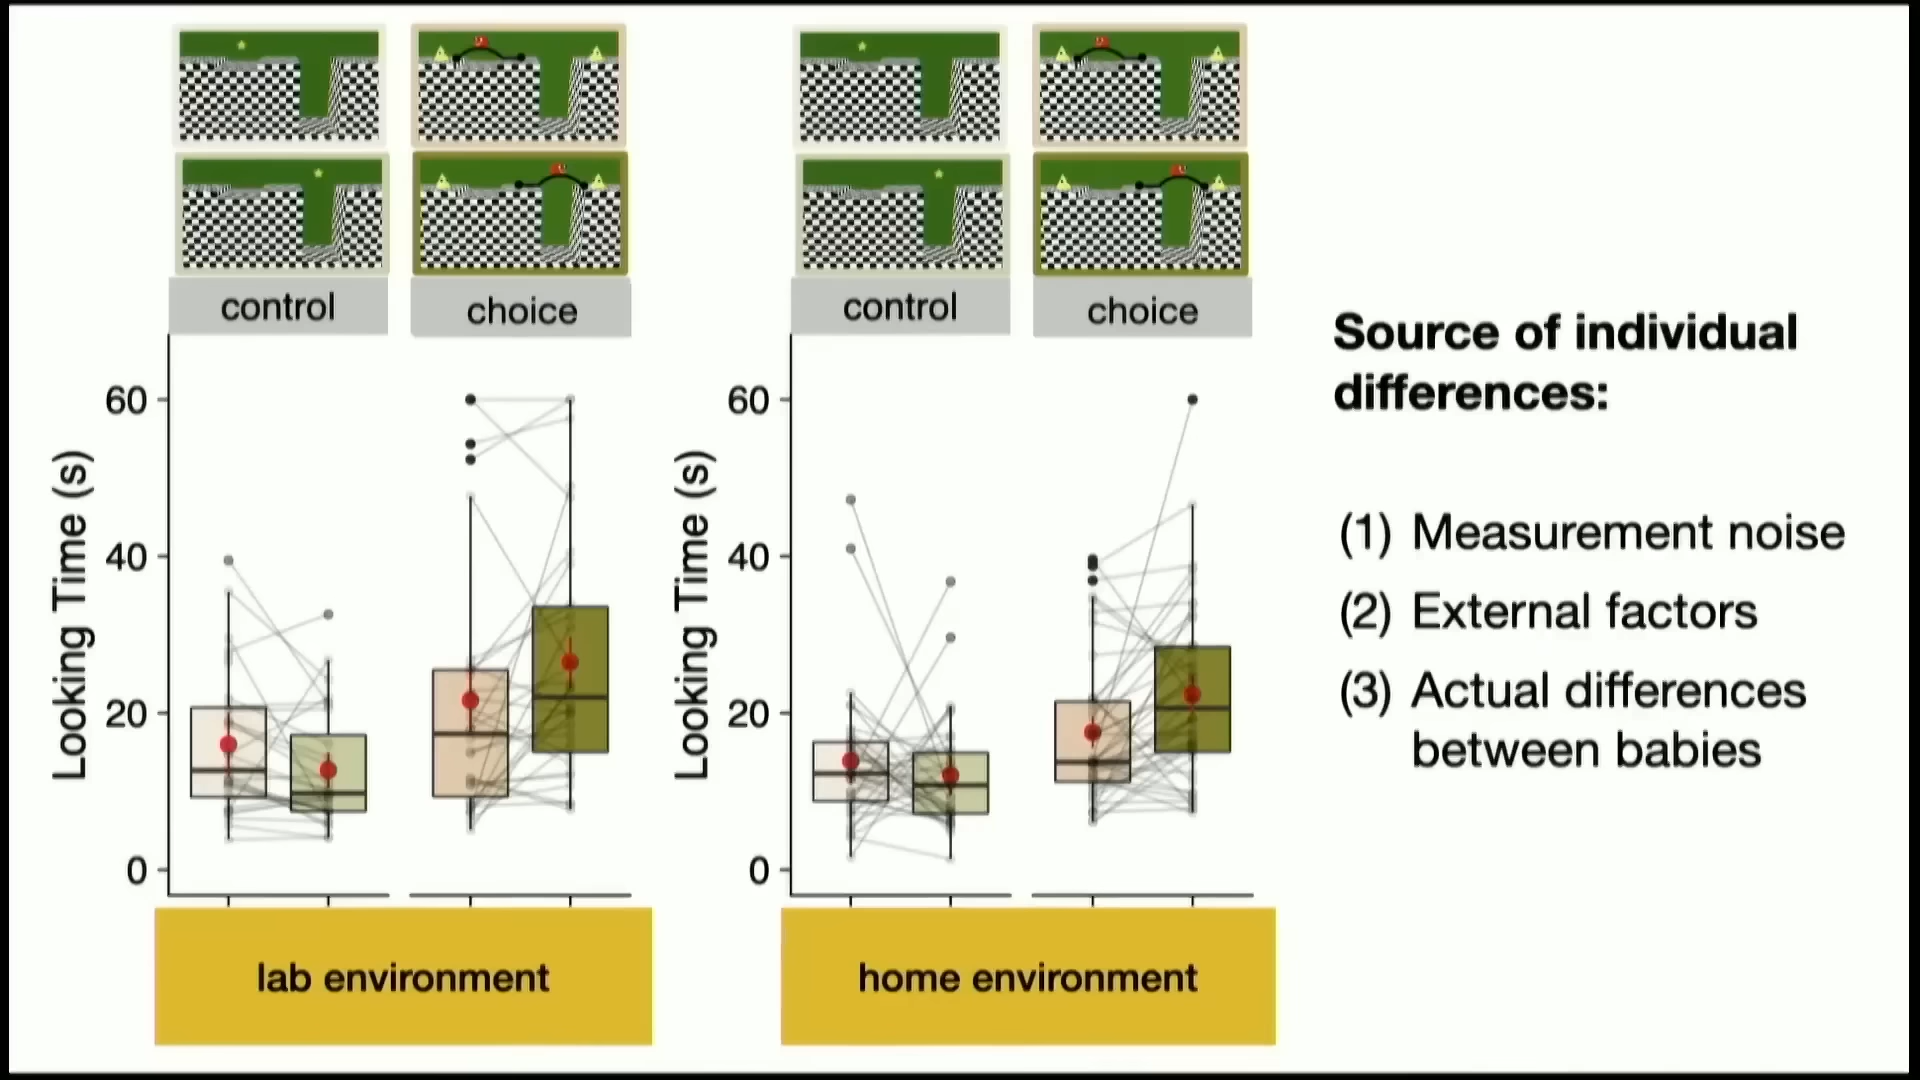 control
choice
control
choice
Looking Time (s)
60
40
20
0
Looking Time (s)
60
40
20
0
lab environment
home environment
Source of individual
differences:
(1) Measurement noise
(2) External factors
(3) Actual differences
between babies